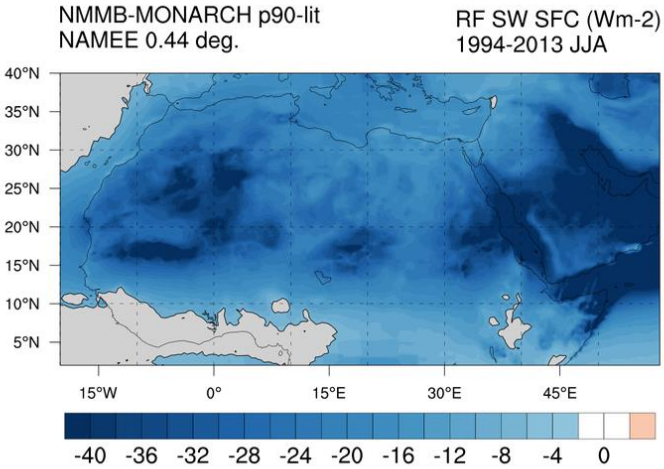 NMMB-MONARCH p90-lit
NAMEE 0.44 deg.
RF SW SFC (Wm-2)
1994-2013 JJA
40°N
35°N
30°N
25°N
20°N
15°N
10°N
5°N
15°W 0° 15°E 30°E 45°E
-40 -36 -32 -28 -24 -20 -16 -12 -8 -4 0